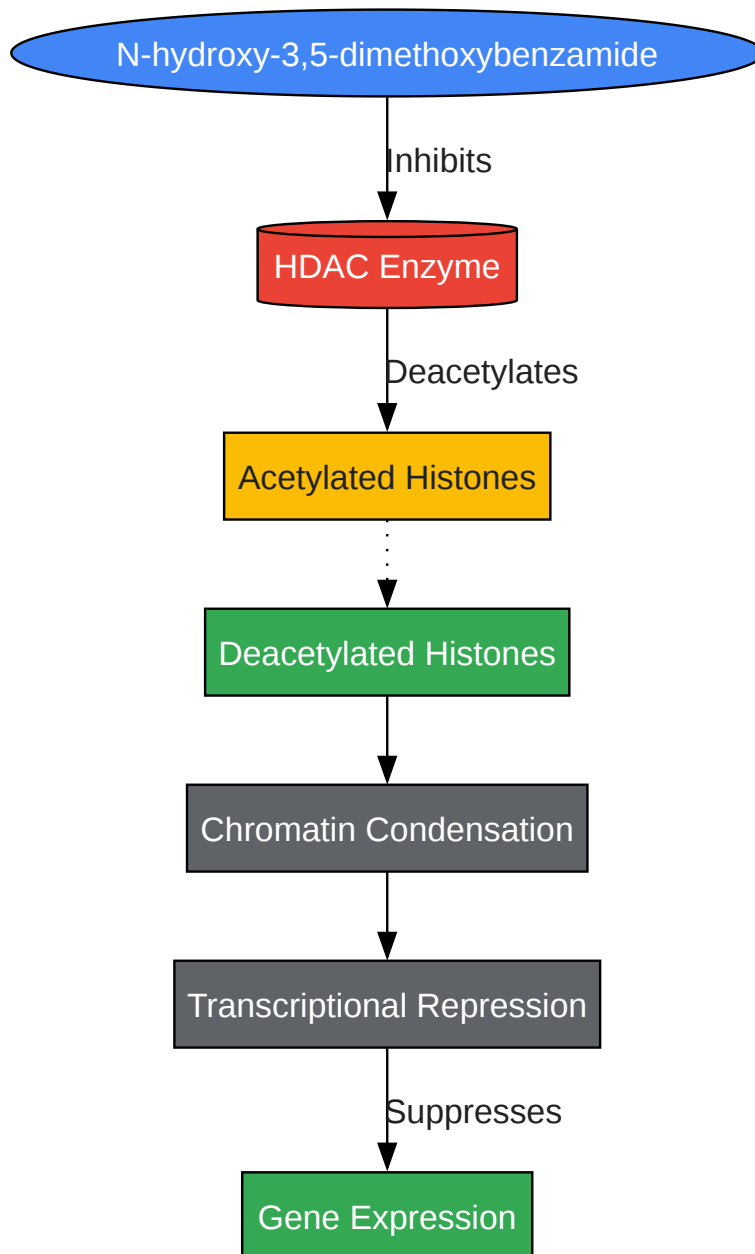 N-hydroxy-3,5-dimethoxybenzamide
Inhibits
HDAC Enzyme
Deacetylates
Acetylated Histones
Deacetylated Histones
Chromatin Condensation
Transcriptional Repression
Suppresses
Gene Expression